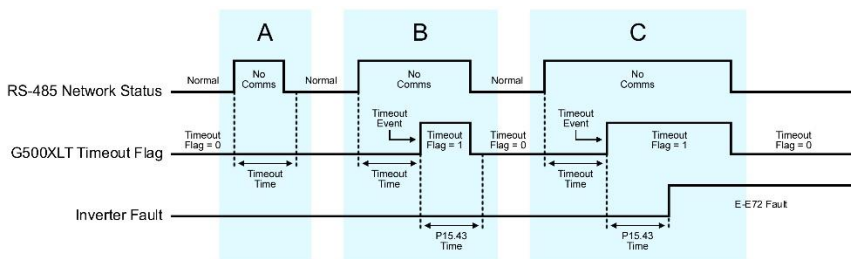 A
B
C
RS-485 Network Status
Normal
No
Comms
Normal
No
Comms
Normal
No
Comms
G500XLT Timeout Flag
Timeout
Flag = 0
Timeout
Time
Timeout
Event
Timeout
Flag = 1
Timeout
Flag = 0
Timeout
Time
Timeout
Event
Timeout
Flag = 1
Timeout
Flag = 0
Timeout
Time
Inverter Fault
P15.43
Time
P15.43
Time
E-E72 Fault